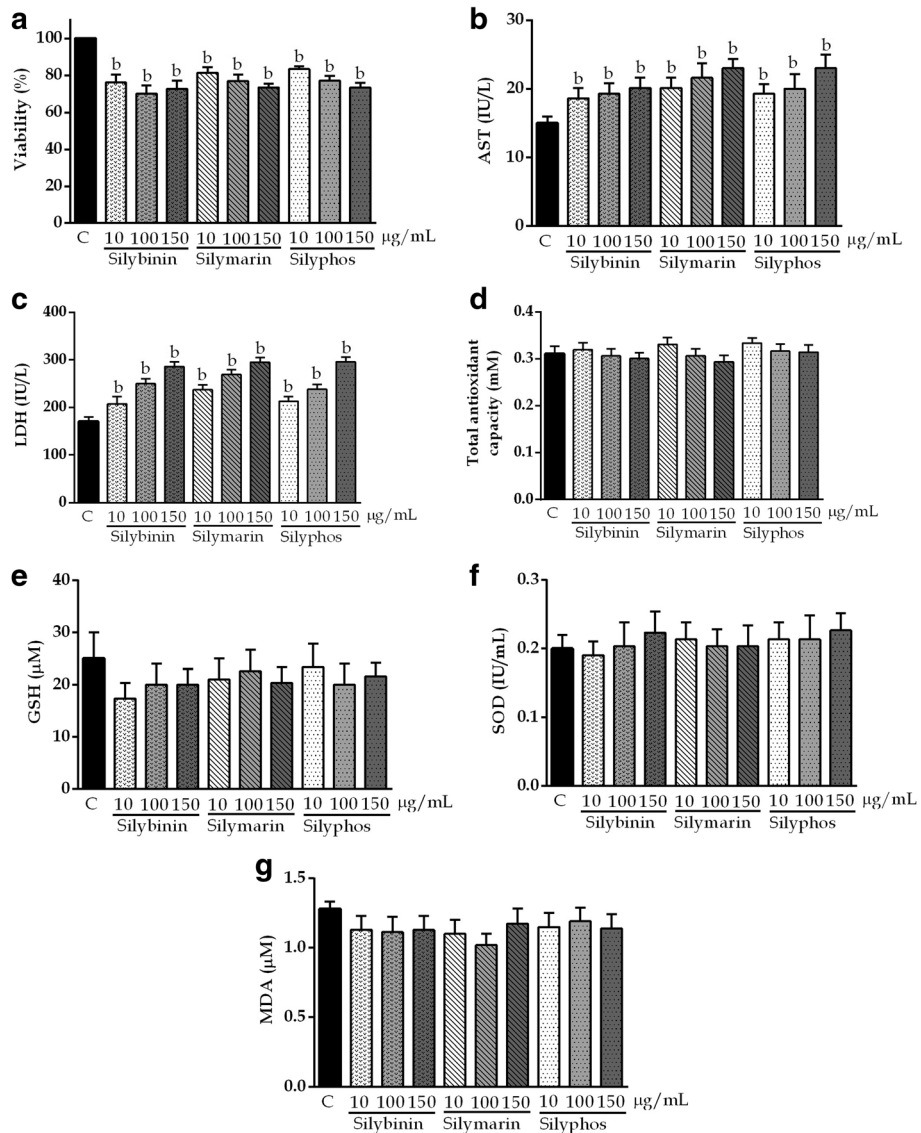 a
Viability (%)
100
80
60
40
20
0
b b b b b b b b b
C 10 100 150 10 100 150 10 100 150 μg/mL
Silybinin Silymarin Silyphos
b
AST (IU/L)
30
20
10
0
b b b b b b b b b
C 10 100 150 10 100 150 10 100 150 μg/mL
Silybinin Silymarin Silyphos
c
LDH (IU/L)
400
300
200
100
0
b b b b b b b b b
C 10 100 150 10 100 150 10 100 150 μg/mL
Silybinin Silymarin Silyphos
d
Total antioxidant
capacity (mM)
0.4
0.3
0.2
0.1
0.0
C 10 100 150 10 100 150 10 100 150 μg/mL
Silybinin Silymarin Silyphos
e
GSH (μM)
40
30
20
10
0
C 10 100 150 10 100 150 10 100 150 μg/mL
Silybinin Silymarin Silyphos
f
SOD (IU/mL)
0.3
0.2
0.1
0.0
C 10 100 150 10 100 150 10 100 150 μg/mL
Silybinin Silymarin Silyphos
g
MDA (μM)
1.5
1.0
0.5
0.0
C 10 100 150 10 100 150 10 100 150 μg/mL
Silybinin Silymarin Silyphos